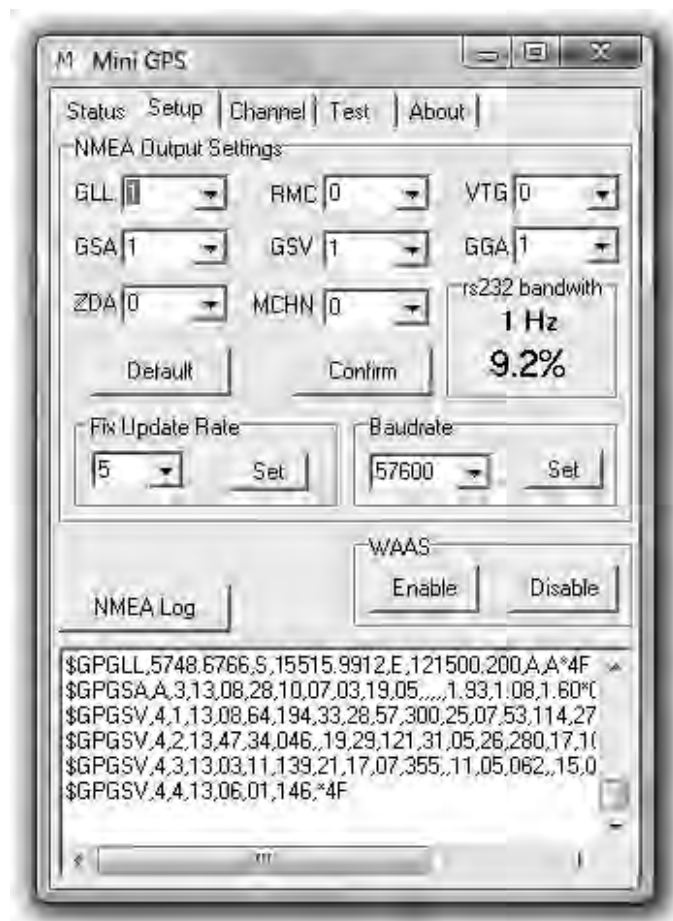 M Mini GPS
Status Setup Channel Test About
NMEA Output Settings
GLL 1 RMC 0 VTG 0
GSA 1 GSV 1 GGA 1
ZDA 0 MCHN 0 rs232 bandwith
1 Hz
Default Confirm 9.2%
Fix Update Rate Baudrate
5 Set 57600 Set
WAAS
NMEA Log Enable Disable
$GPGLL,5748.6766,S,15515.9912,E,121500.200,A,A*4F
$GPGSA,A,3,13,08,28,10,07,03,19,05,,,,,1.93,1.08,1.60*
$GPGSV,4,1,13,08,64,194,33,28,57,300,25,07,53,114,27
$GPGSV,4,2,13,47,34,046,,19,29,121,31,05,26,280,17,1
$GPGSV,4,3,13,03,11,139,21,17,07,355,,11,05,062,,15,0
$GPGSV,4,4,13,06,01,146,*4F